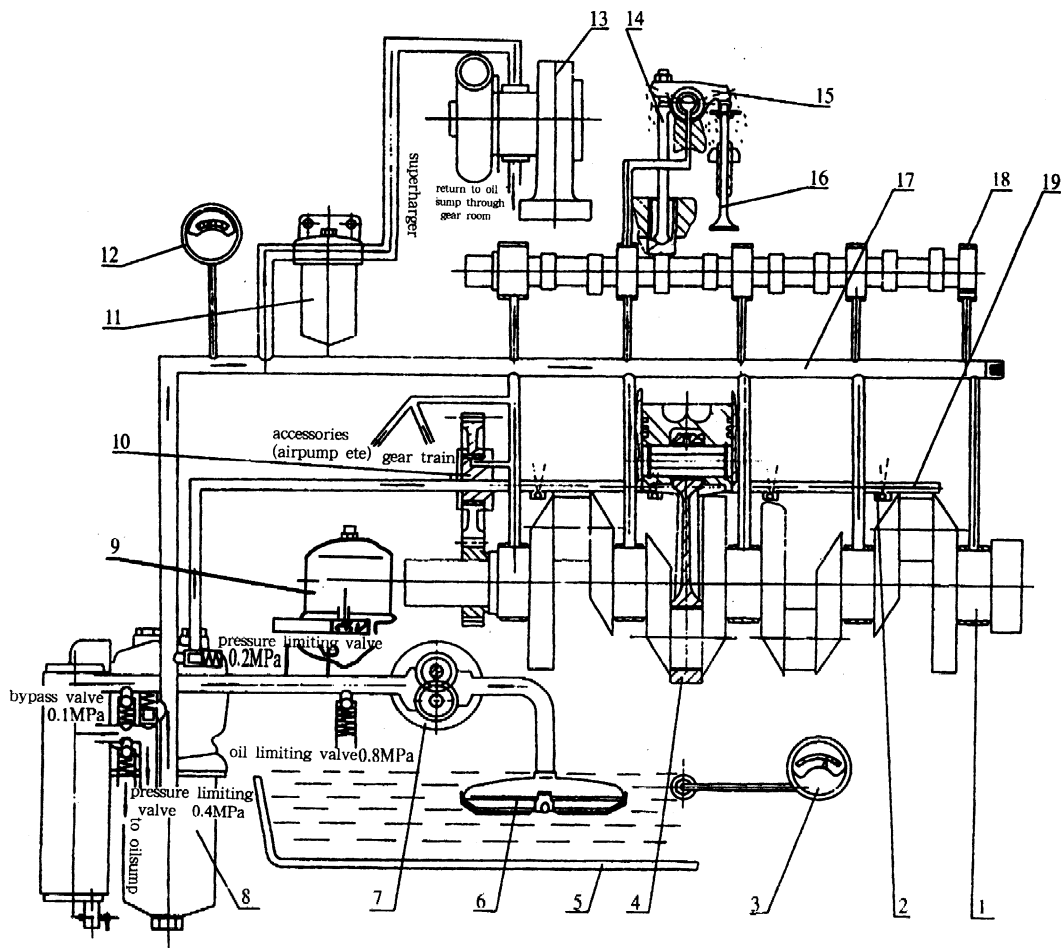 13
14
15
16
17
18
19
superharger
return to oil
sump through
gear room
12
11
accessories
(airpump ete) gear train
10
9
pressure limiting valve
0.2MPa
bypass valve
0.1MPa
oil limiting valve0.8MPa
pressure limiting
valve 0.4MPa
to oilsump
8
7
6
5
4
3
2
1